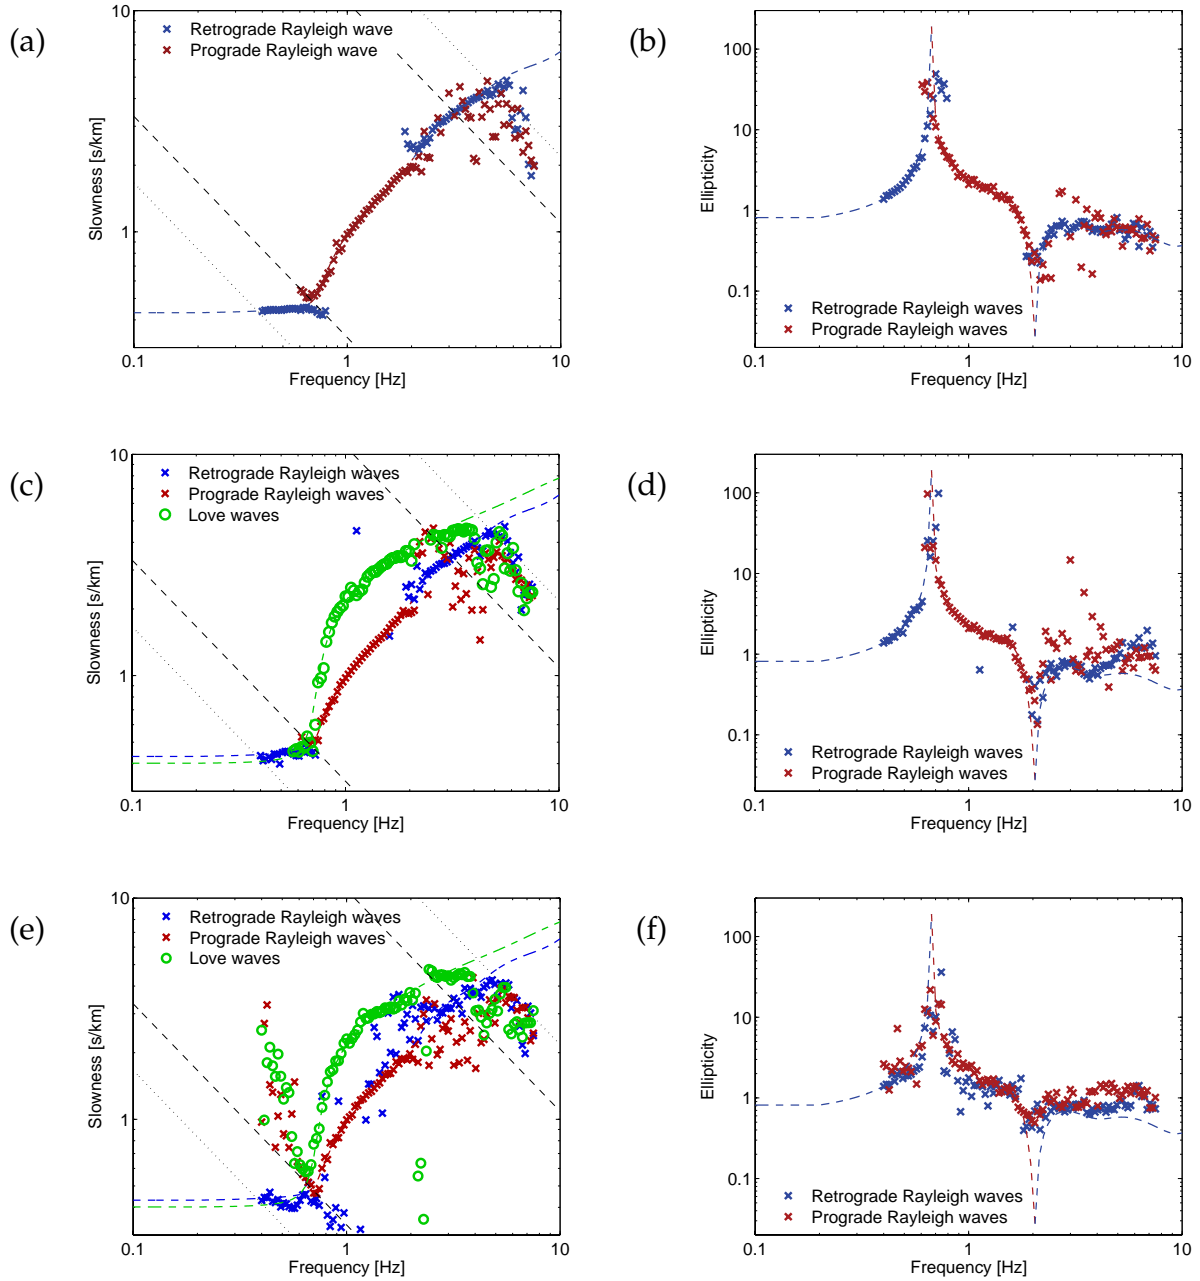 (a)
10
1
Slowness [s/km]
Retrograde Rayleigh wave
Prograde Rayleigh wave
0.1 1 10
Frequency [Hz]
(b)
100
10
1
0.1
Ellipticity
Retrograde Rayleigh waves
Prograde Rayleigh waves
0.1 1 10
Frequency [Hz]
(c)
10
1
Slowness [s/km]
Retrograde Rayleigh waves
Prograde Rayleigh waves
Love waves
0.1 1 10
Frequency [Hz]
(d)
100
10
1
0.1
Ellipticity
Retrograde Rayleigh waves
Prograde Rayleigh waves
0.1 1 10
Frequency [Hz]
(e)
10
1
Slowness [s/km]
Retrograde Rayleigh waves
Prograde Rayleigh waves
Love waves
0.1 1 10
Frequency [Hz]
(f)
100
10
1
0.1
Ellipticity
Retrograde Rayleigh waves
Prograde Rayleigh waves
0.1 1 10
Frequency [Hz]